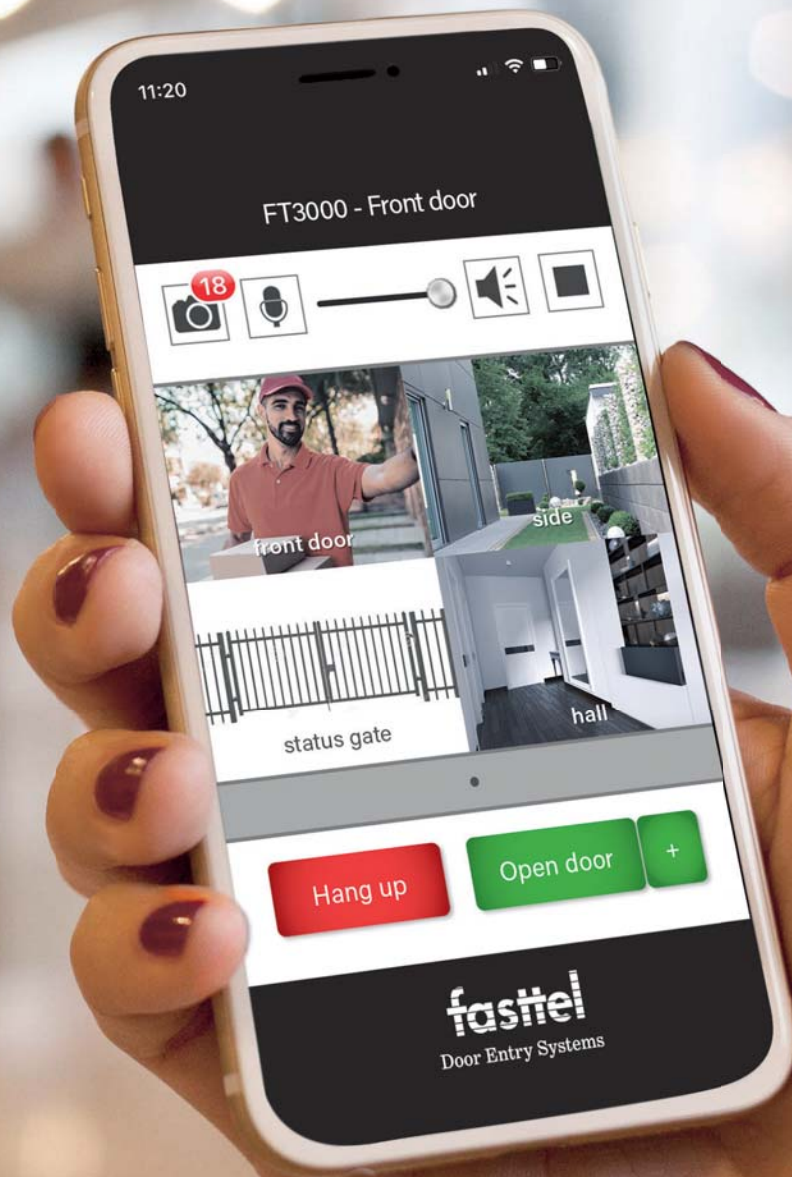 11:20
FT3000 - Front door
18
front door
side
status gate
hall
Hang up
Open door
+
fasttel
Door Entry Systems